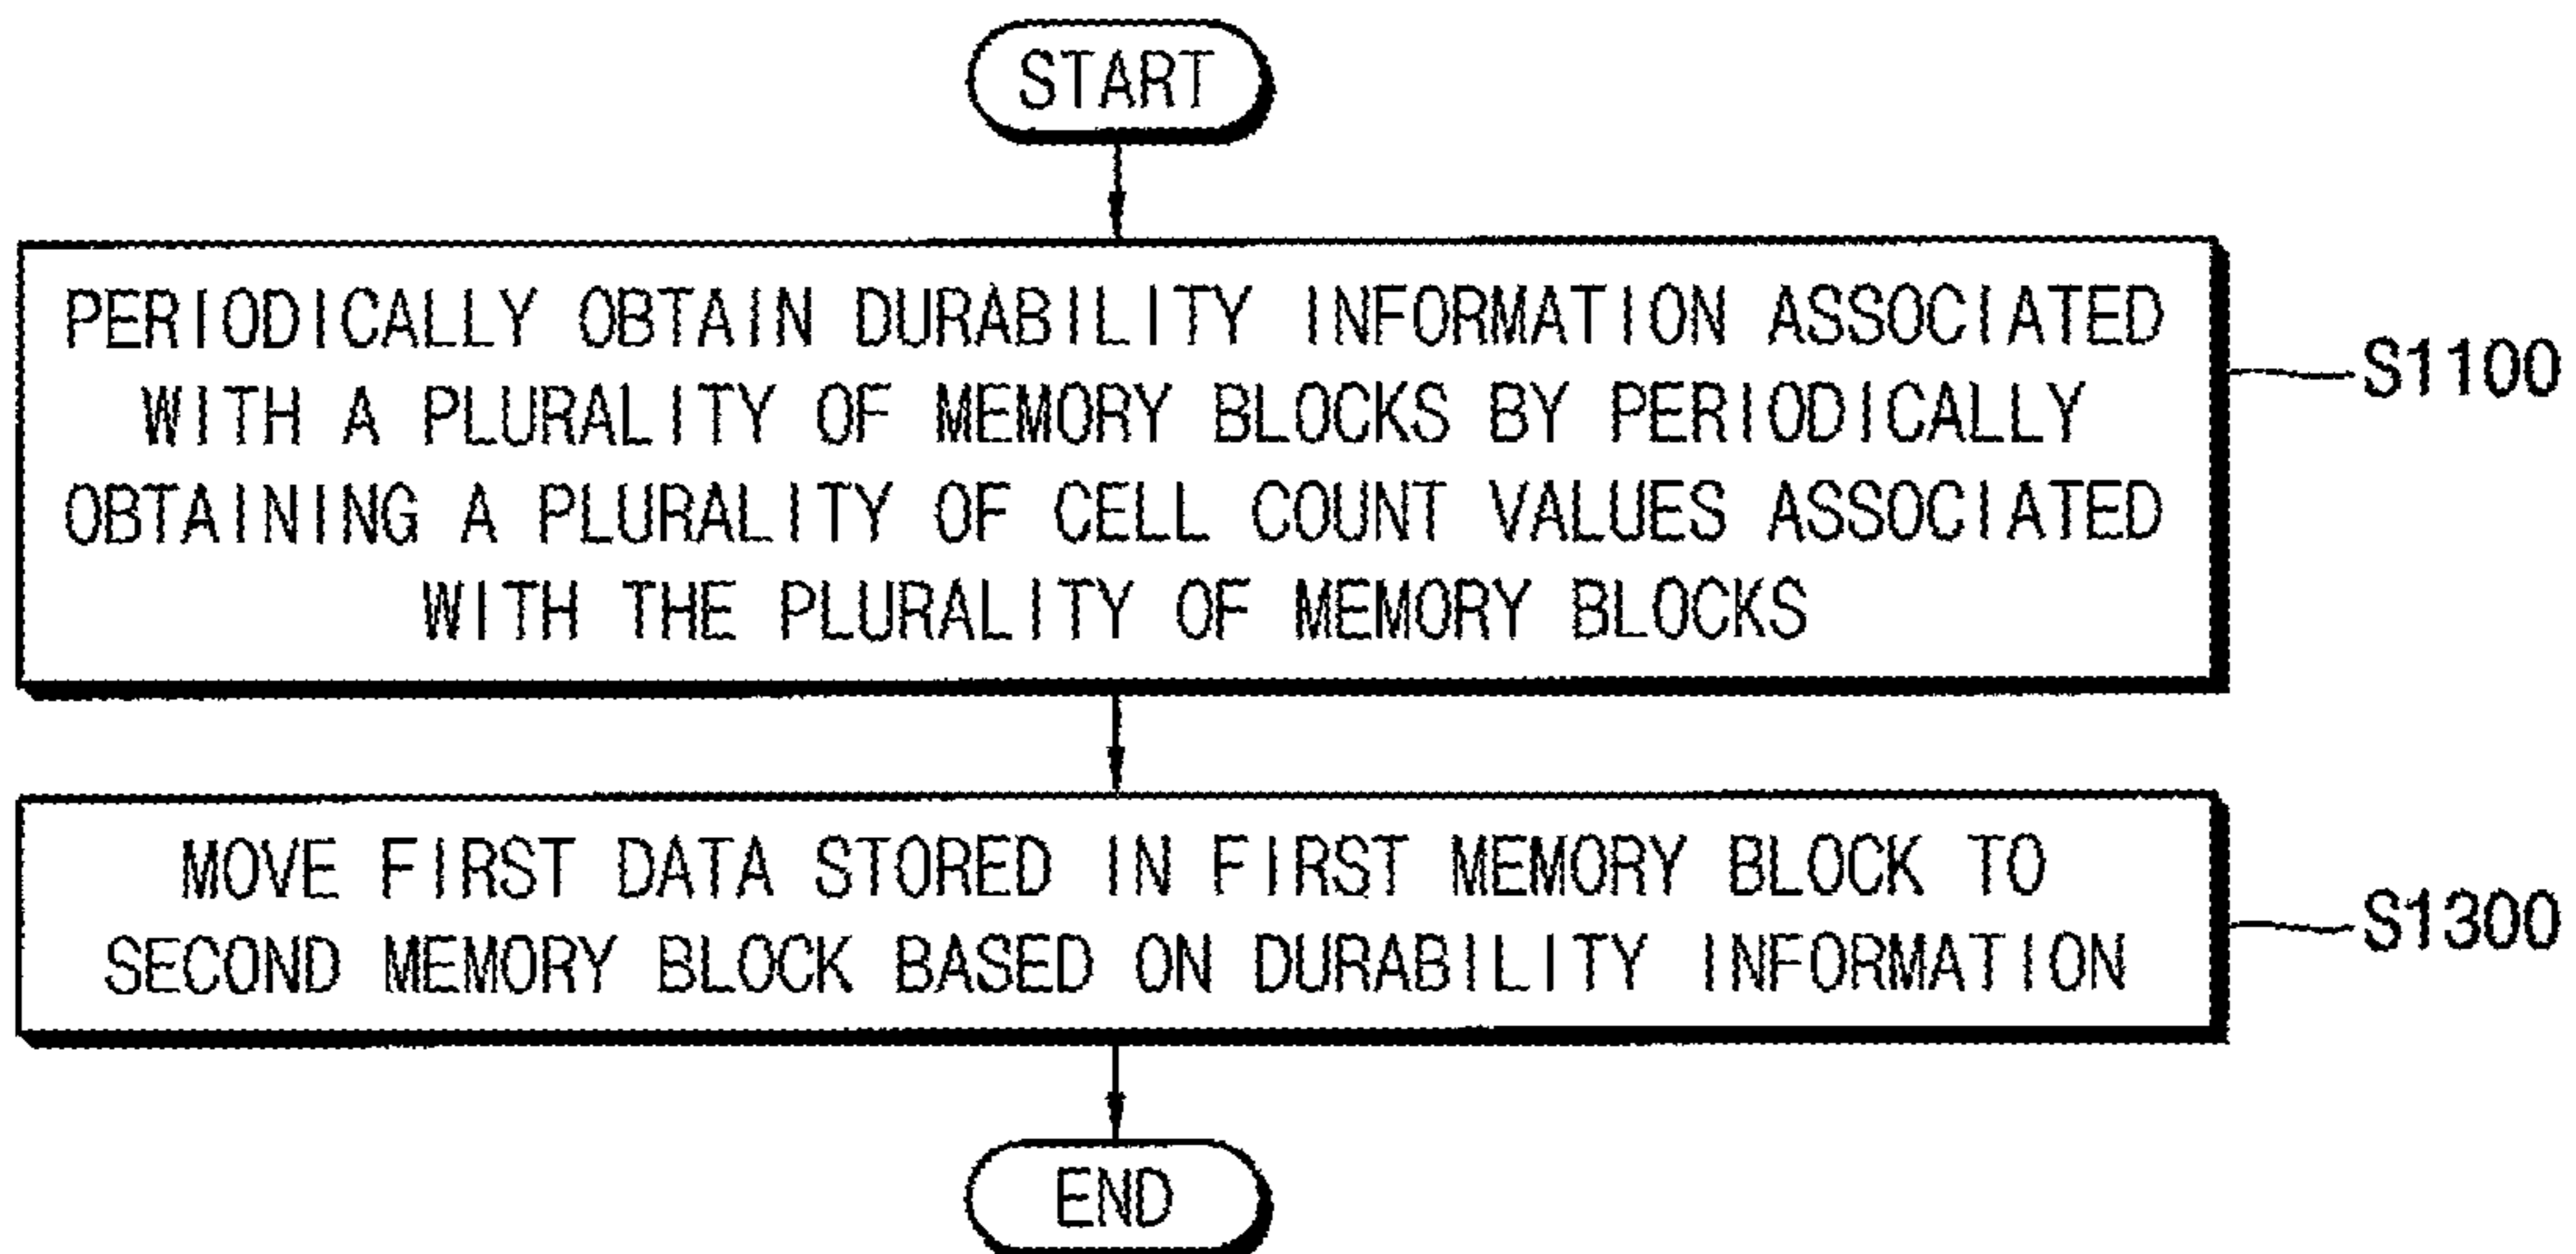 START
PERIODICALLY OBTAIN DURABILITY INFORMATION ASSOCIATED
WITH A PLURALITY OF MEMORY BLOCKS BY PERIODICALLY
OBTAINING A PLURALITY OF CELL COUNT VALUES ASSOCIATED
WITH THE PLURALITY OF MEMORY BLOCKS
S1100
MOVE FIRST DATA STORED IN FIRST MEMORY BLOCK TO
SECOND MEMORY BLOCK BASED ON DURABILITY INFORMATION
S1300
END